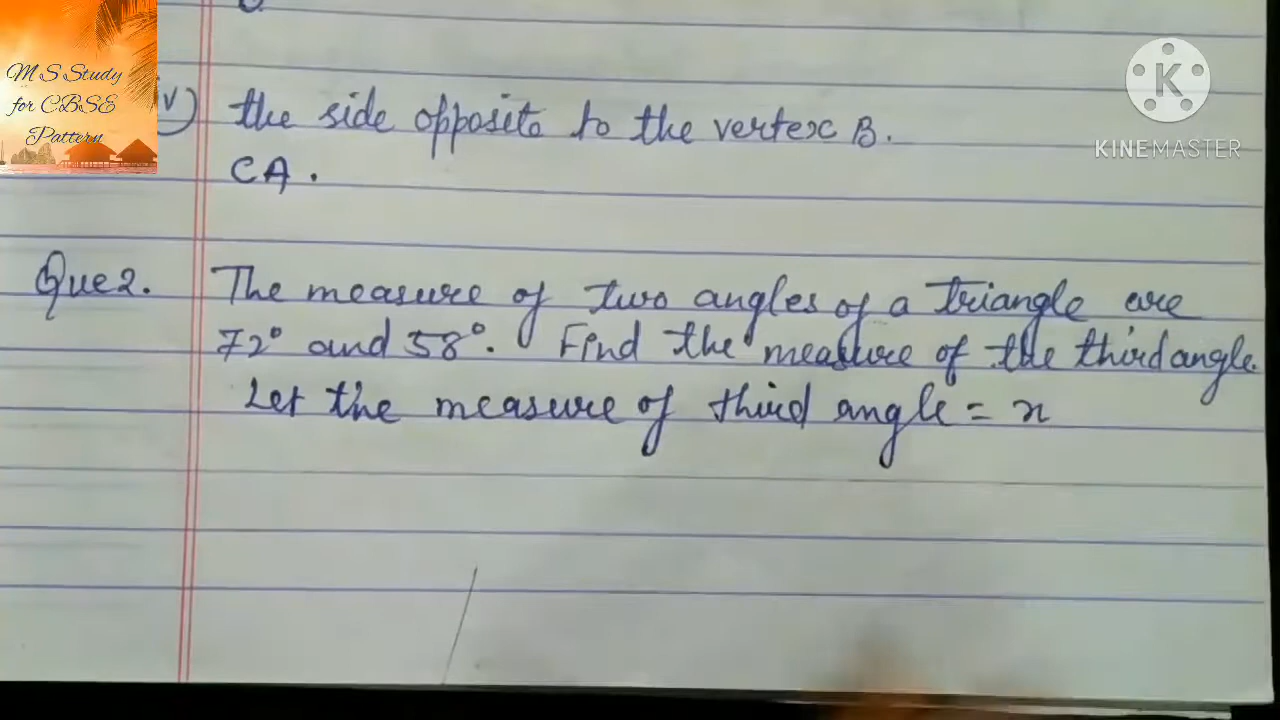 M S Study
for CBSE
Pattern
K
KINEMASTER
v) the side opposite to the vertex B.
CA.
Que2. The measure of two angles of a triangle are
72° and 58°. Find the measure of the third angle.
Let the measure of third angle = x